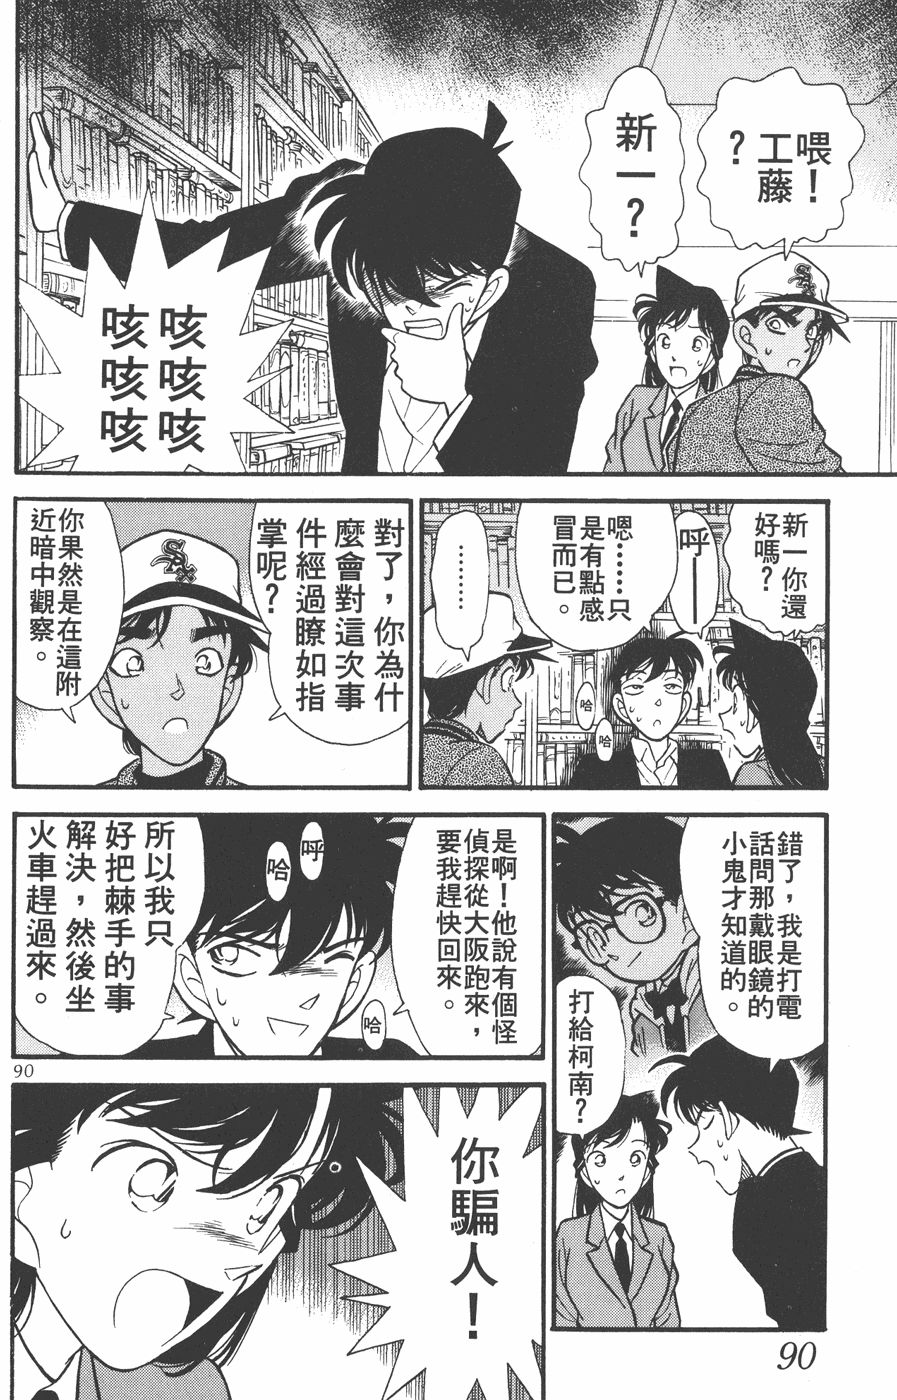 喂！
工藤
？
新一？
咳咳咳
咳咳咳
新一你還
好嗎？
呼——
嗯……只
是有點感
冒而已。
哈
哈
………
對了，你為什
麼會對這次事
件經過瞭如指
掌呢？
你果然是在這附
近暗中觀察。
錯了，我是打電
話問那戴眼鏡的
小鬼才知道的。
打給柯南？
是啊！他說有個怪
偵探從大阪跑來，
要我趕快回來。
呼
哈
哈
所以我只
好把棘手的事
解決，然後坐
火車趕過來。
90
你騙人！
90